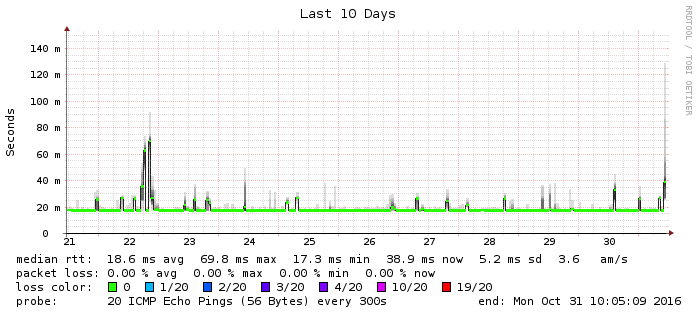 Last 10 Days
RRDTOOL / TOBI OETIKER
Seconds
140 m
120 m
100 m
80 m
60 m
40 m
20 m
0
21 22 23 24 25 26 27 28 29 30
median rtt: 18.6 ms avg 69.8 ms max 17.3 ms min 38.9 ms now 5.2 ms sd 3.6 am/s
packet loss: 0.00 % avg 0.00 % max 0.00 % min 0.00 % now
loss color: 0 1/20 2/20 3/20 4/20 10/20 19/20
probe: 20 ICMP Echo Pings (56 Bytes) every 300s end: Mon Oct 31 10:05:09 2016